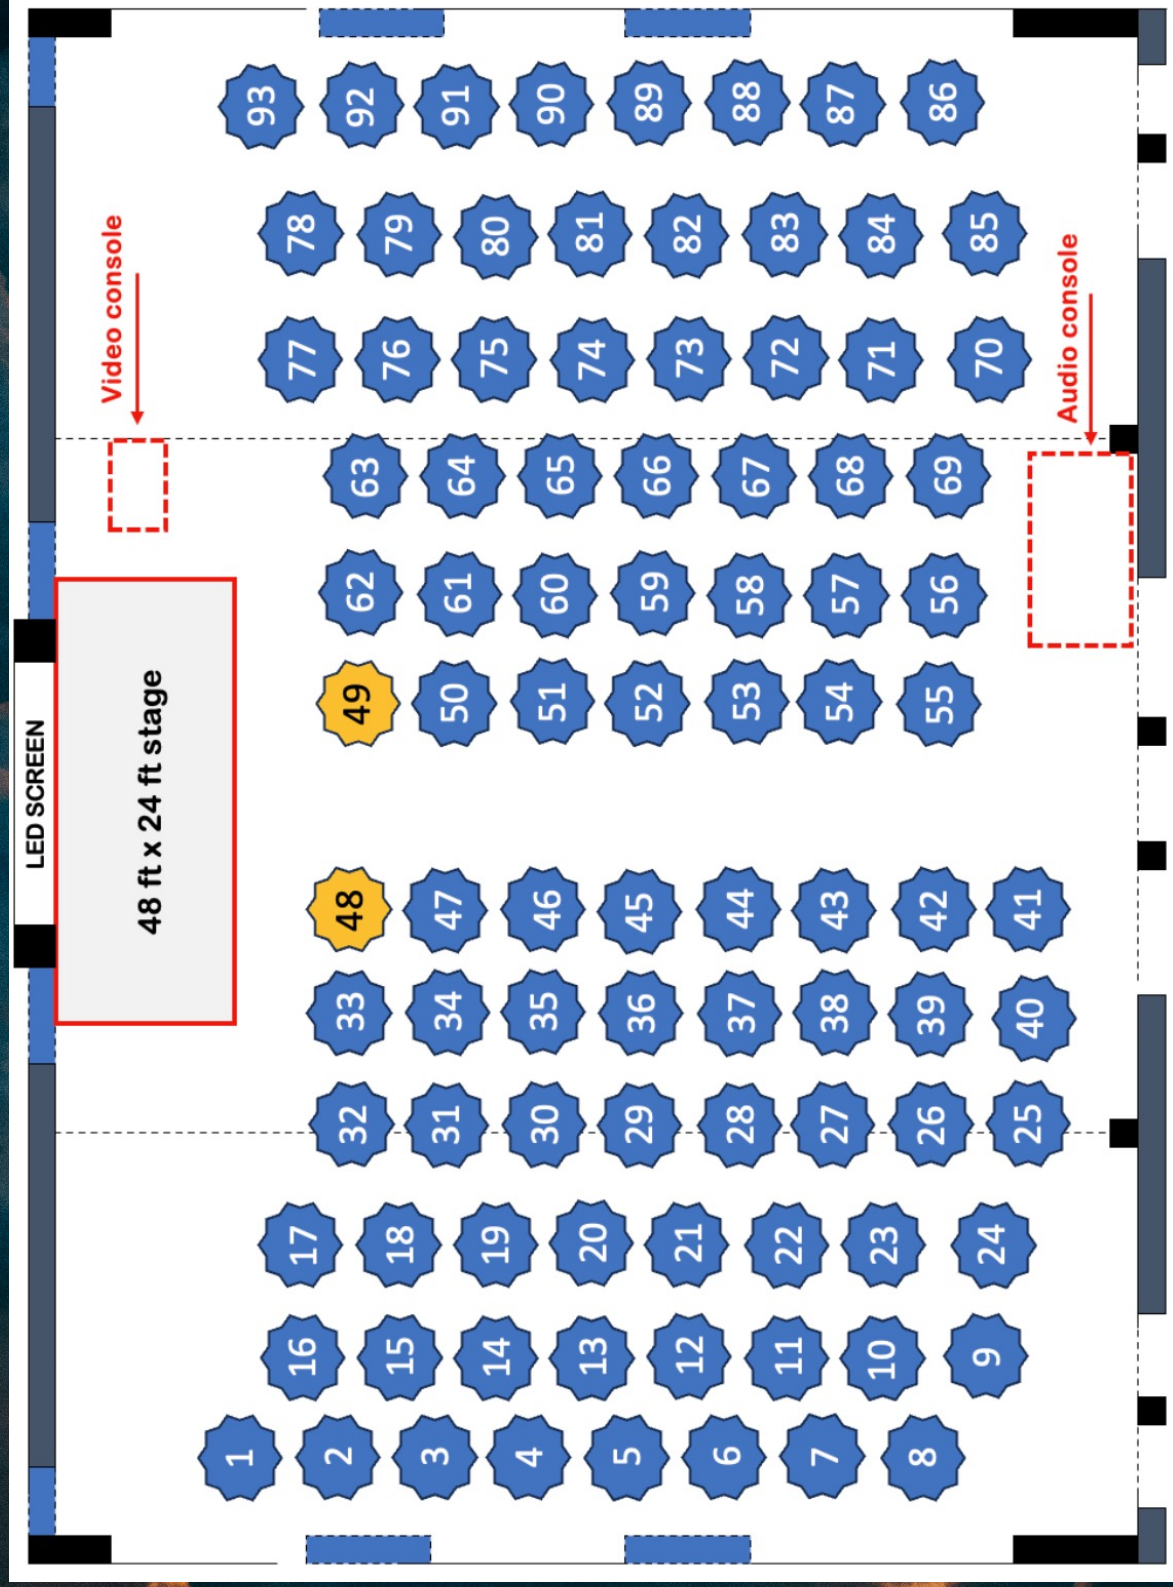 LED SCREEN
48 ft x 24 ft stage
Video console
1 16 17 32 33 48 49 62 63 77 78 93
2 15 18 31 34 47 50 61 64 76 79 92
3 14 19 30 35 46 51 60 65 75 80 91
4 13 20 29 36 45 52 59 66 74 81 90
5 12 21 28 37 44 53 58 67 73 82 89
6 11 22 27 38 43 54 57 68 72 83 88
7 10 23 26 39 42 55 56 69 71 84 87
8 9 24 25 40 41 70 85 86
Audio console